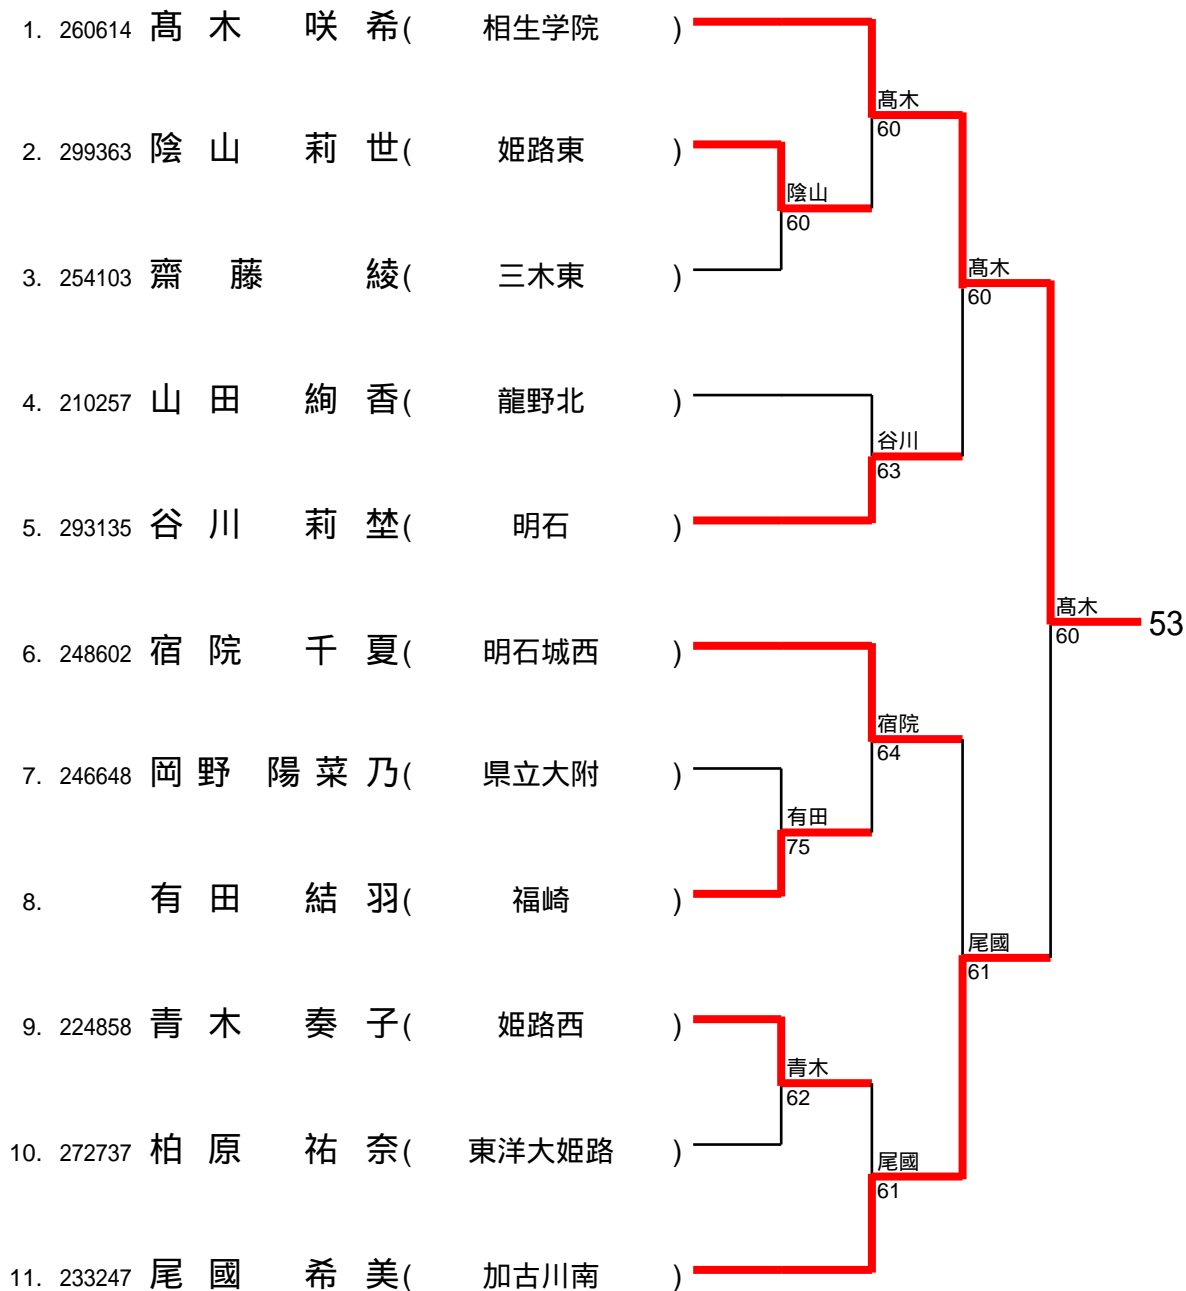 1. 260614 髙木 咲希( 相生学院 )
髙木
60
2. 299363 陰山 莉世( 姫路東 )
陰山
60
3. 254103 齋藤 綾( 三木東 )
髙木
60
4. 210257 山田 絢香( 龍野北 )
谷川
63
5. 293135 谷川 莉埜( 明石 )
髙木
60
53
6. 248602 宿院 千夏( 明石城西 )
宿院
64
7. 246648 岡野 陽菜乃( 県立大附 )
有田
75
8. 有田 結羽( 福崎 )
尾國
61
9. 224858 青木 奏子( 姫路西 )
青木
62
10. 272737 柏原 祐奈( 東洋大姫路 )
尾國
61
11. 233247 尾國 希美( 加古川南 )